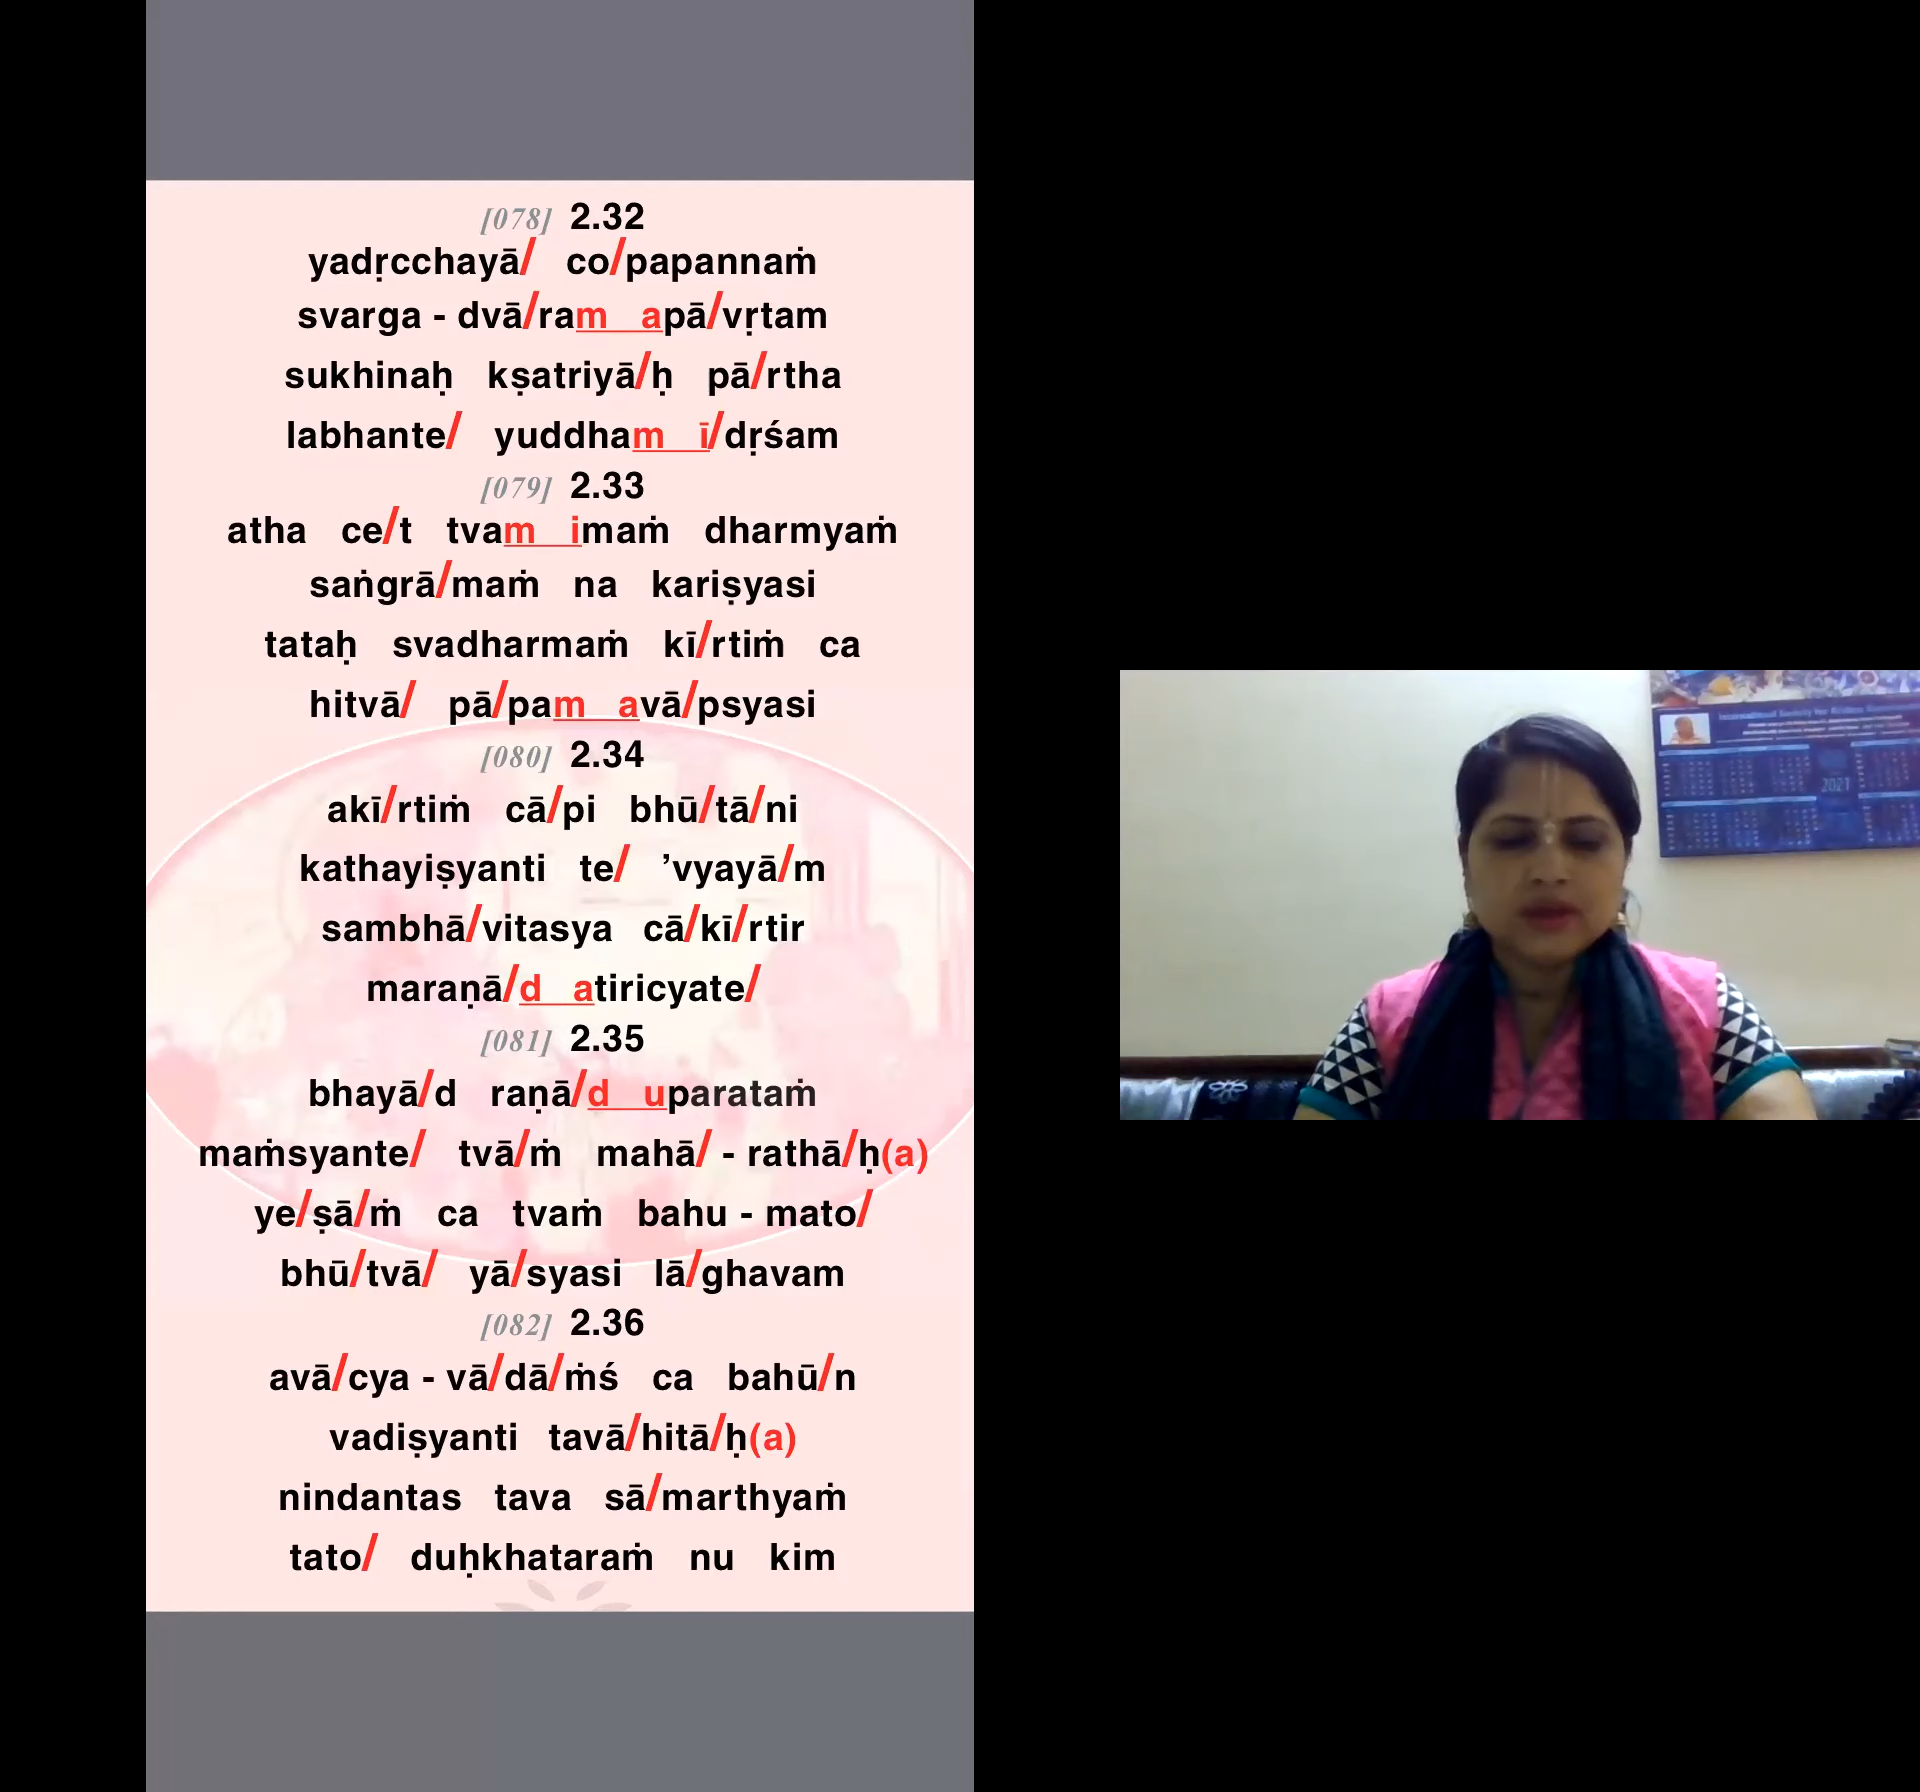 [078] 2.32
yadṛcchayā/ co/papannaṁ
svarga - dvā/ram apā/vṛtam
sukhinaḥ kṣatriyā/ḥ pā/rtha
labhante/ yuddham ī/dṛśam
[079] 2.33
atha ce/t tvam imaṁ dharmyaṁ
saṅgrā/maṁ na kariṣyasi
tataḥ svadharmaṁ kī/rtiṁ ca
hitvā/ pā/pam avā/psyasi
[080] 2.34
akī/rtiṁ cā/pi bhū/tā/ni
kathayiṣyanti te/ ’vyayā/m
sambhā/vitasya cā/kī/rtir
maraṇā/d atiricyate/
[081] 2.35
bhayā/d raṇā/d uparataṁ
maṁsyante/ tvā/ṁ mahā/ - rathā/ḥ(a)
ye/ṣā/ṁ ca tvaṁ bahu - mato/
bhū/tvā/ yā/syasi lā/ghavam
[082] 2.36
avā/cya - vā/dā/ṁś ca bahū/n
vadiṣyanti tavā/hitā/ḥ(a)
nindantas tava sā/marthyaṁ
tato/ duḥkhataraṁ nu kim
2021